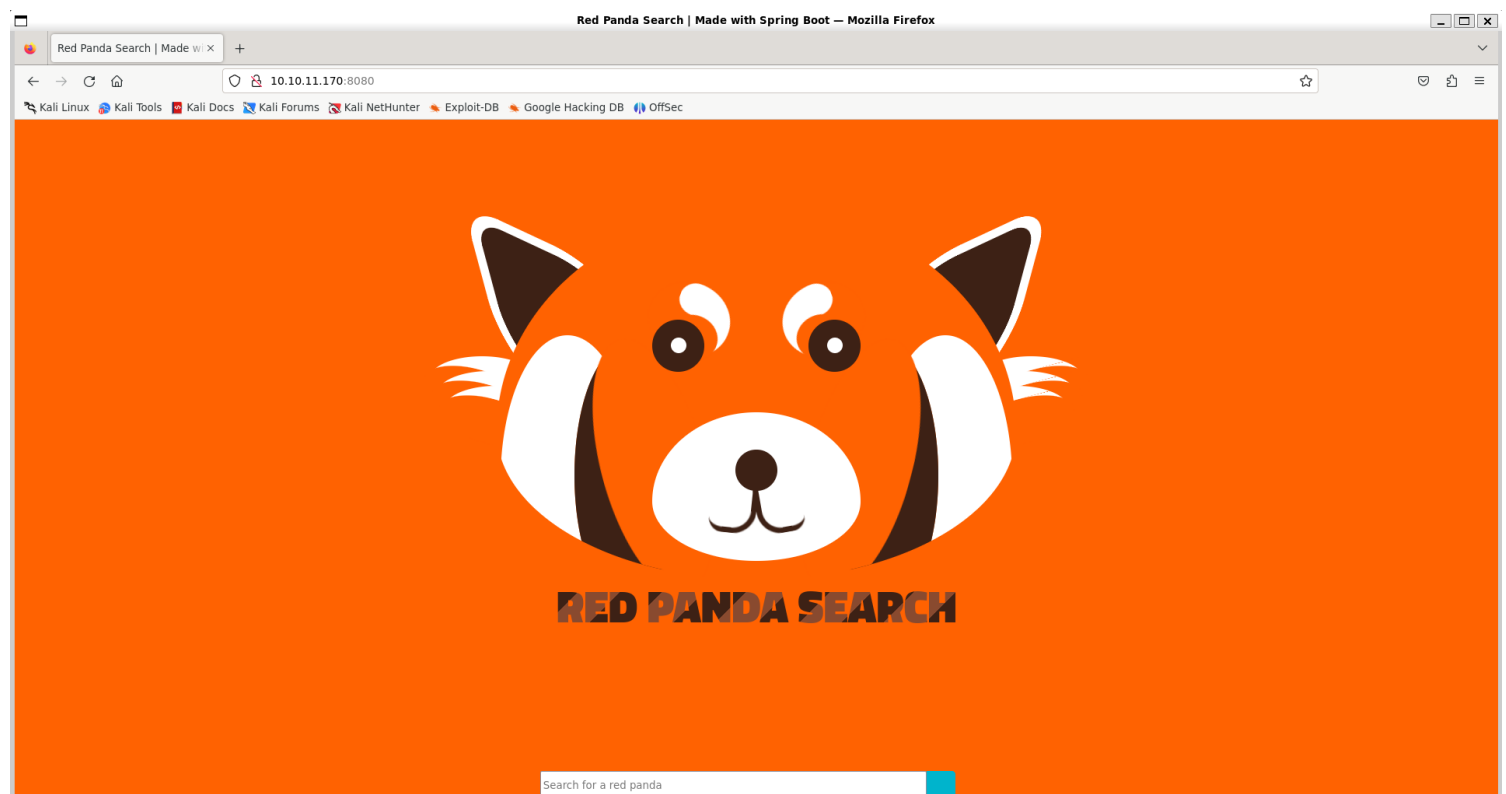 Red Panda Search | Made with Spring Boot — Mozilla Firefox
Red Panda Search | Made wi
10.10.11.170:8080
Kali Linux Kali Tools Kali Docs Kali Forums Kali NetHunter Exploit-DB Google Hacking DB OffSec
RED PANDA SEARCH
Search for a red panda